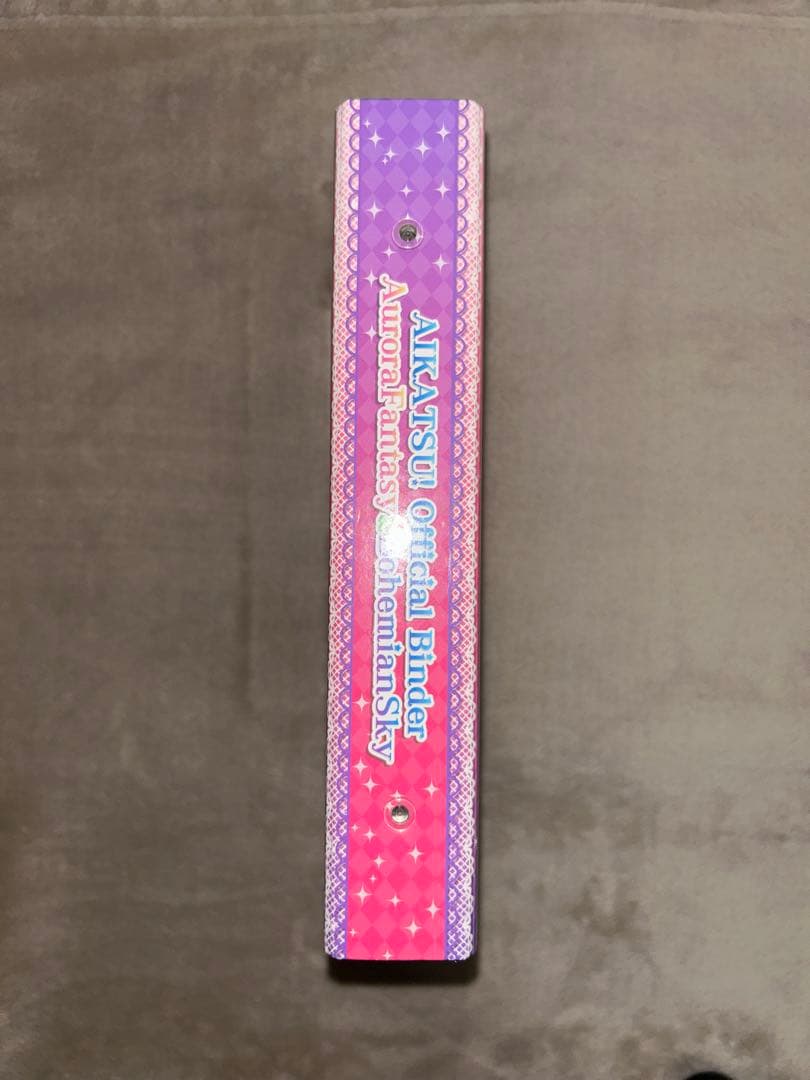 AIKATSU! Official Binder
AuroraFantasy BohemianSky